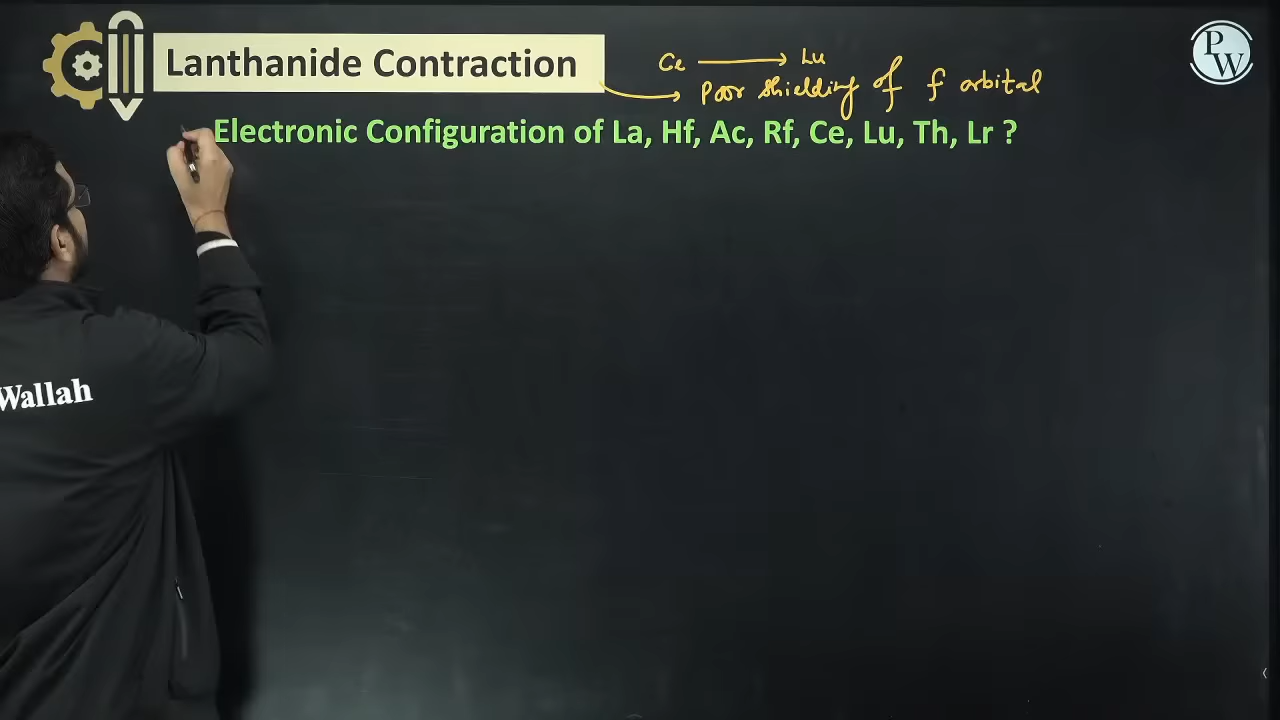 Lanthanide Contraction
Ce → Lu
→ Poor shielding of f orbital
Electronic Configuration of La, Hf, Ac, Rf, Ce, Lu, Th, Lr ?
PW
Wallah